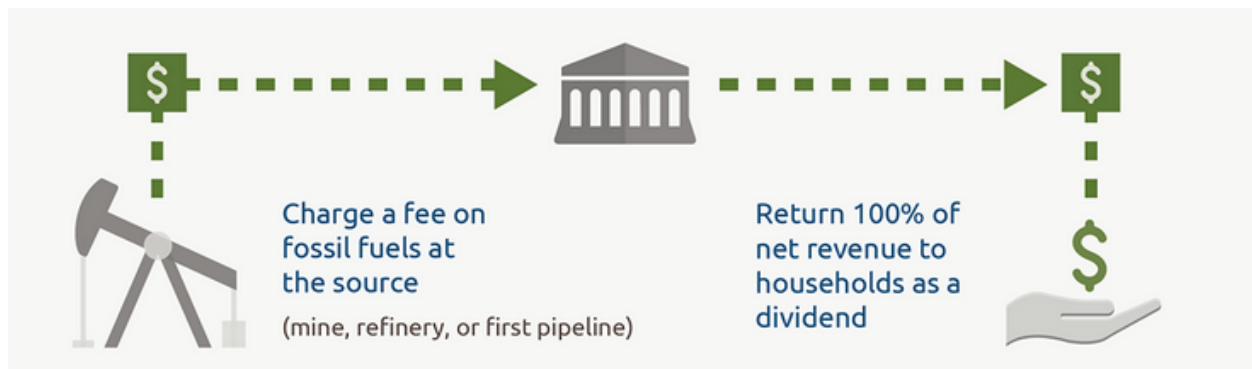 $
$
Charge a fee on
fossil fuels at
the source
(mine, refinery, or first pipeline)
Return 100% of
net revenue to
households as a
dividend
$